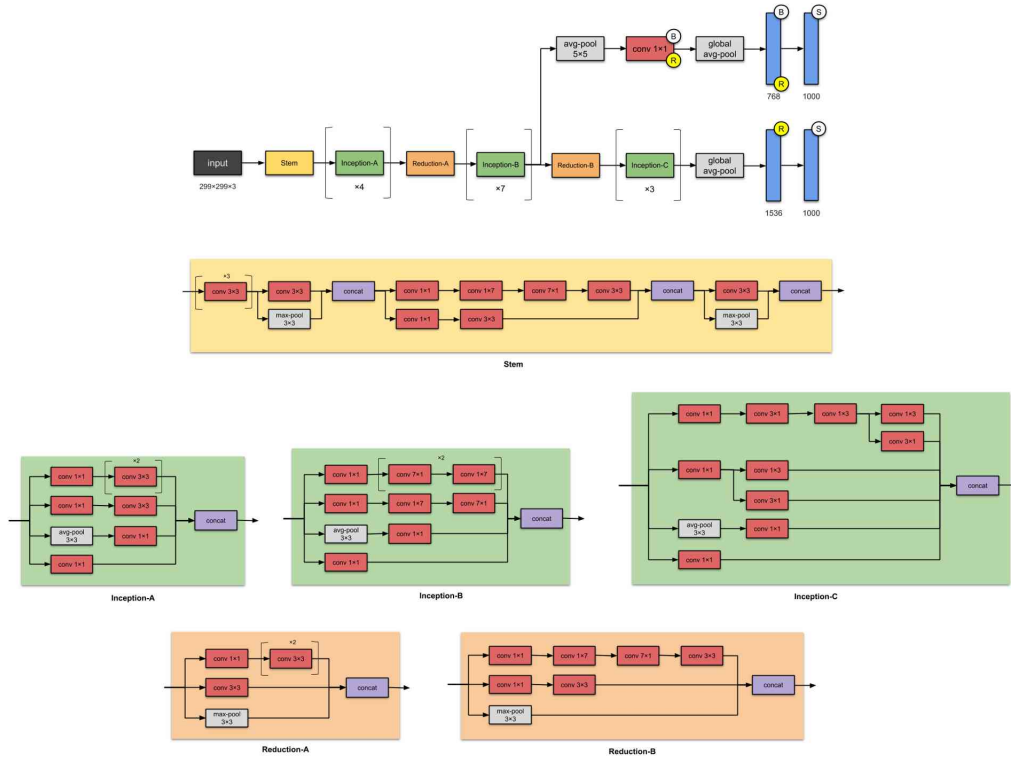 avg-pool
5×5
conv 1×1
B
R
global
avg-pool
B
R
768
S
1000
input
299×299×3
Stem
Inception-A
×4
Reduction-A
Inception-B
×7
Reduction-B
Inception-C
×3
global
avg-pool
R
1536
S
1000
×3
conv 3×3
conv 3×3
max-pool
3×3
concat
conv 1×1
conv 1×7
conv 7×1
conv 3×3
conv 1×1
conv 3×3
concat
conv 3×3
max-pool
3×3
concat
Stem
conv 1×1
×2
conv 3×3
conv 1×1
conv 3×3
avg-pool
3×3
conv 1×1
conv 1×1
concat
Inception-A
conv 1×1
×2
conv 7×1
conv 1×7
conv 1×1
conv 1×7
conv 7×1
avg-pool
3×3
conv 1×1
conv 1×1
concat
Inception-B
conv 1×1
conv 3×1
conv 1×3
conv 1×3
conv 3×1
conv 1×1
conv 1×3
conv 3×1
avg-pool
3×3
conv 1×1
conv 1×1
concat
Inception-C
conv 1×1
×2
conv 3×3
conv 3×3
max-pool
3×3
concat
Reduction-A
conv 1×1
conv 1×7
conv 7×1
conv 3×3
conv 1×1
conv 3×3
max-pool
3×3
concat
Reduction-B